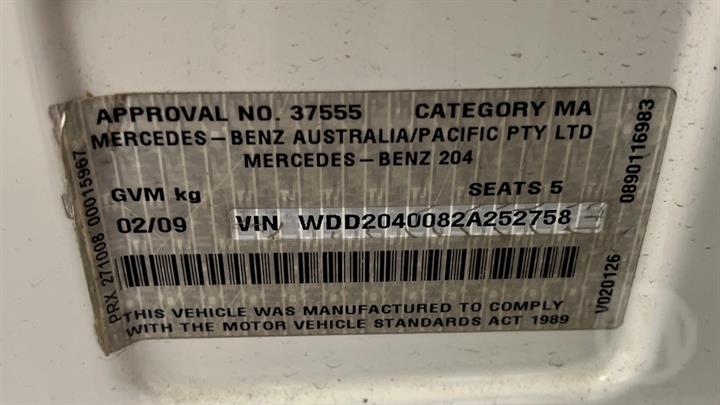 APPROVAL NO. 37555 CATEGORY MA
MERCEDES-BENZ AUSTRALIA/PACIFIC PTY LTD
MERCEDES-BENZ 204
GVM kg SEATS 5
02/09 VIN WDD2040082A252758
THIS VEHICLE WAS MANUFACTURED TO COMPLY
WITH THE MOTOR VEHICLE STANDARDS ACT 1989
PRX 271008 00015967
0890116983
V020126